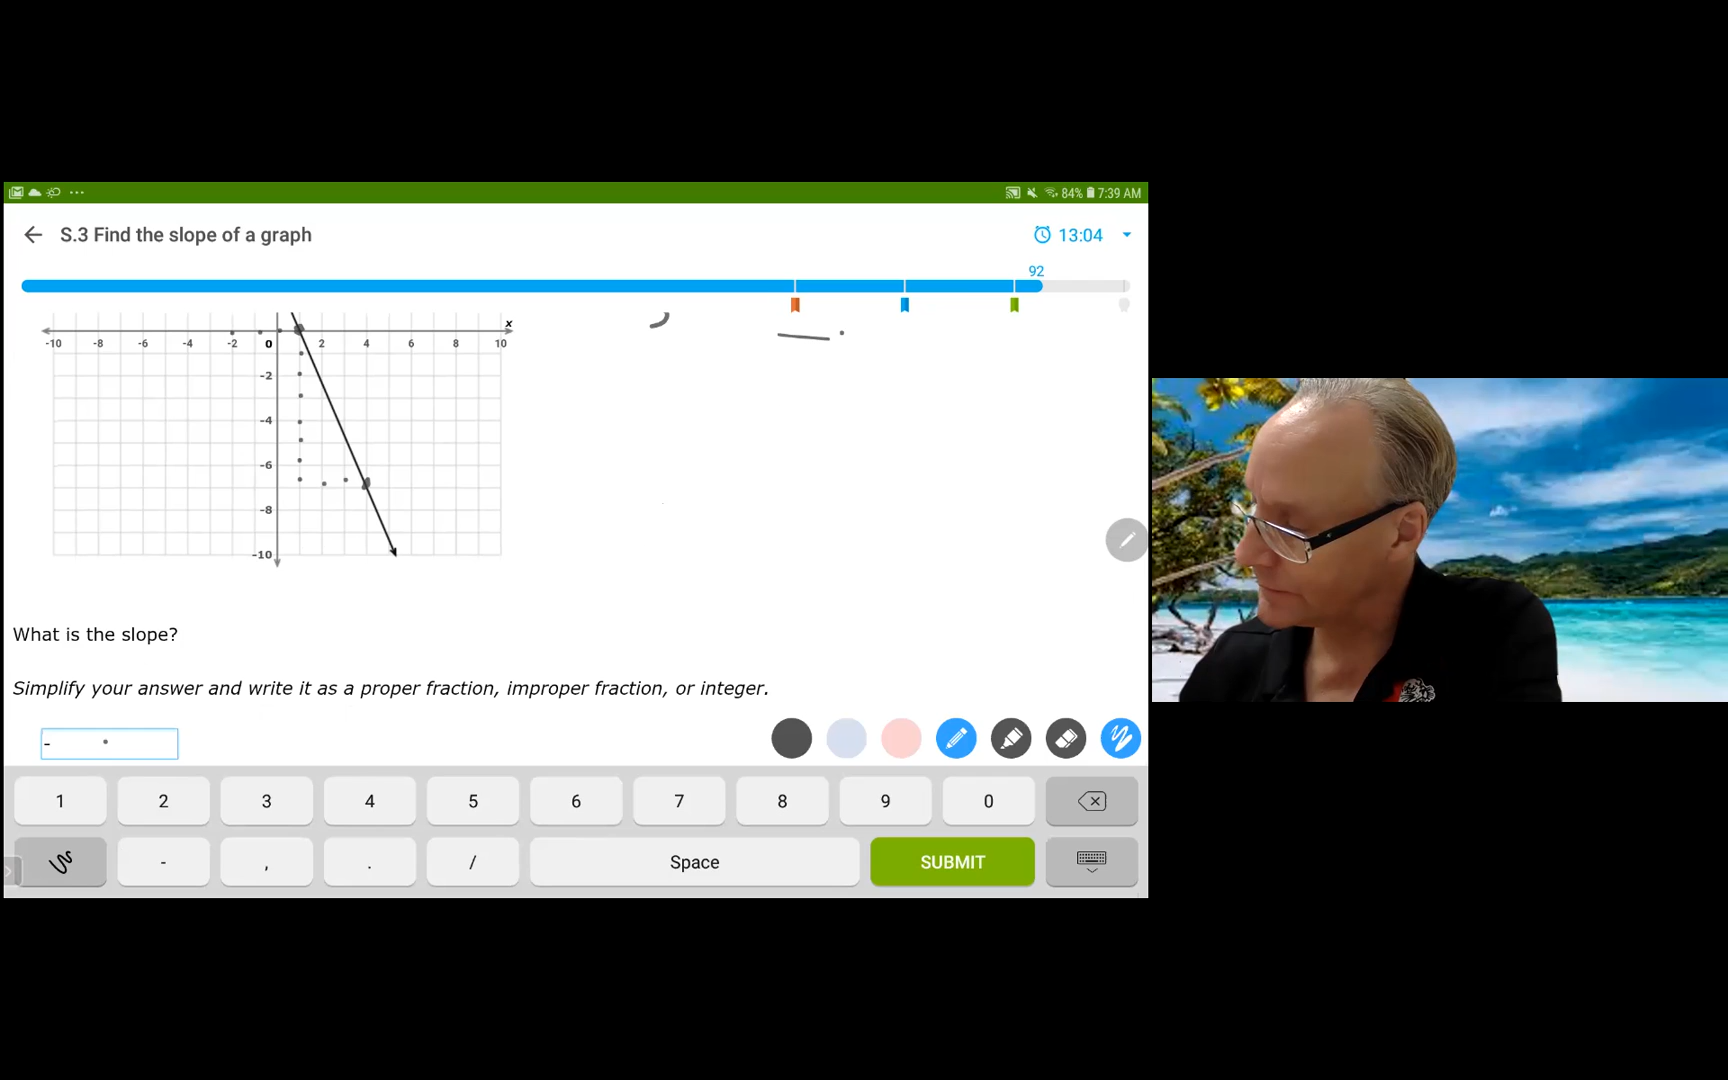 84% 7:39 AM
S.3 Find the slope of a graph
13:04
92
x
-10 -8 -6 -4 -2 0 2 4 6 8 10
-2
-4
-6
-8
-10
What is the slope?
Simplify your answer and write it as a proper fraction, improper fraction, or integer.
-
1 2 3 4 5 6 7 8 9 0
- , . / Space SUBMIT